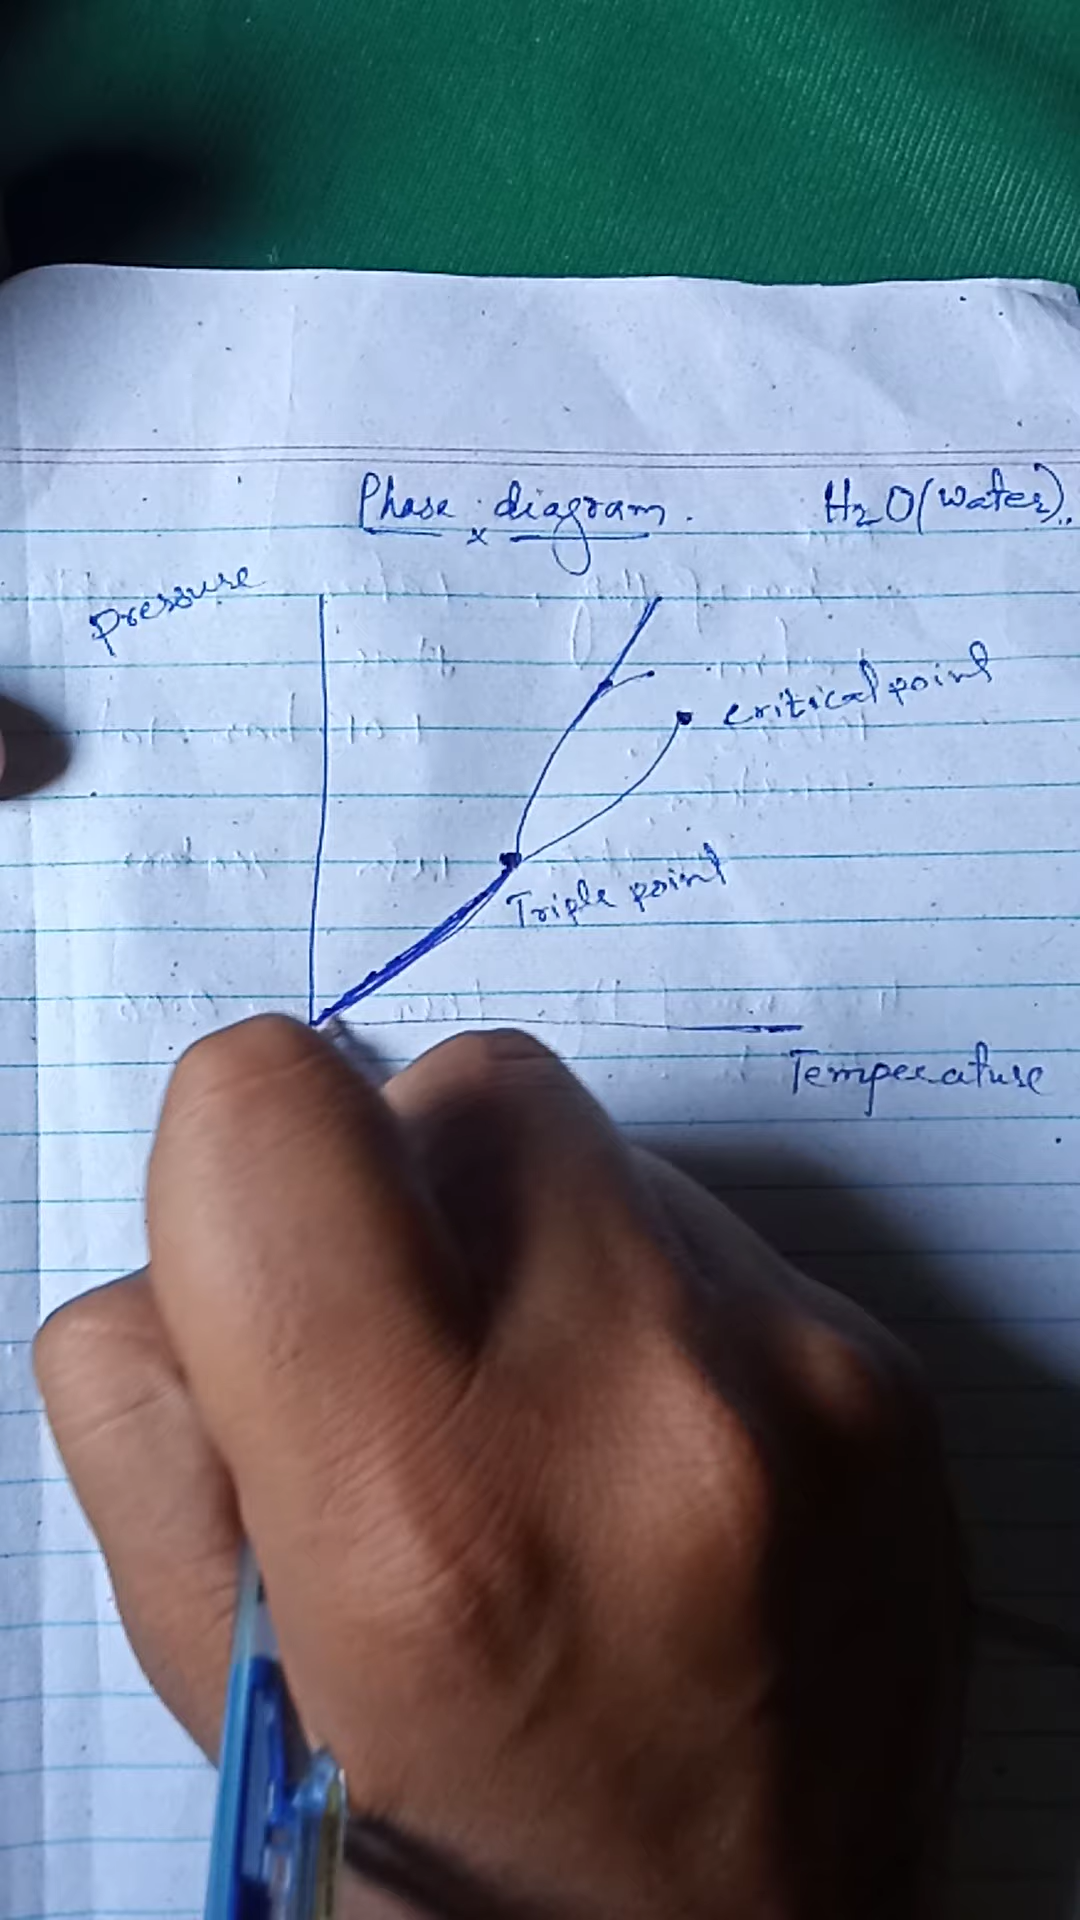 Phase diagram.
H2O (water).
pressure
critical point
Triple point
Temperature